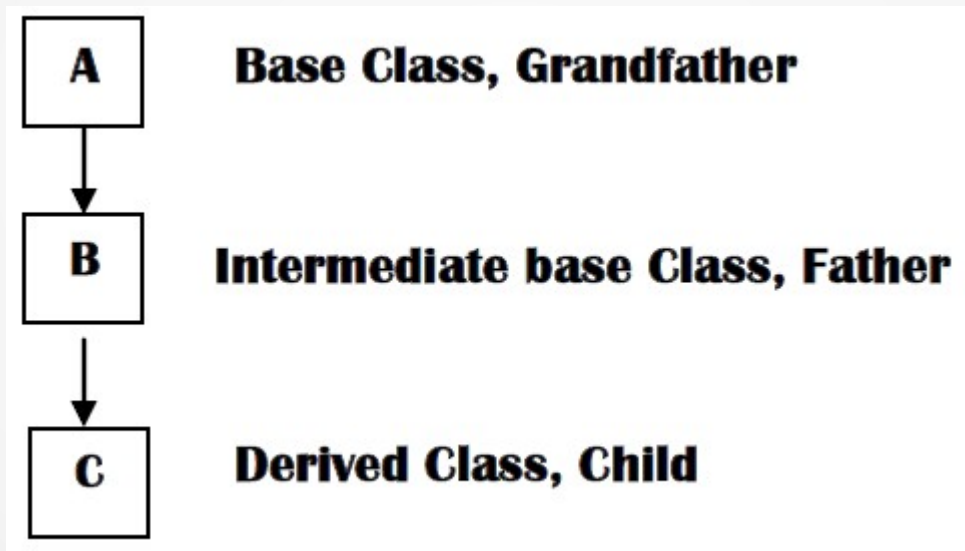 A
Base Class, Grandfather
B
Intermediate base Class, Father
C
Derived Class, Child